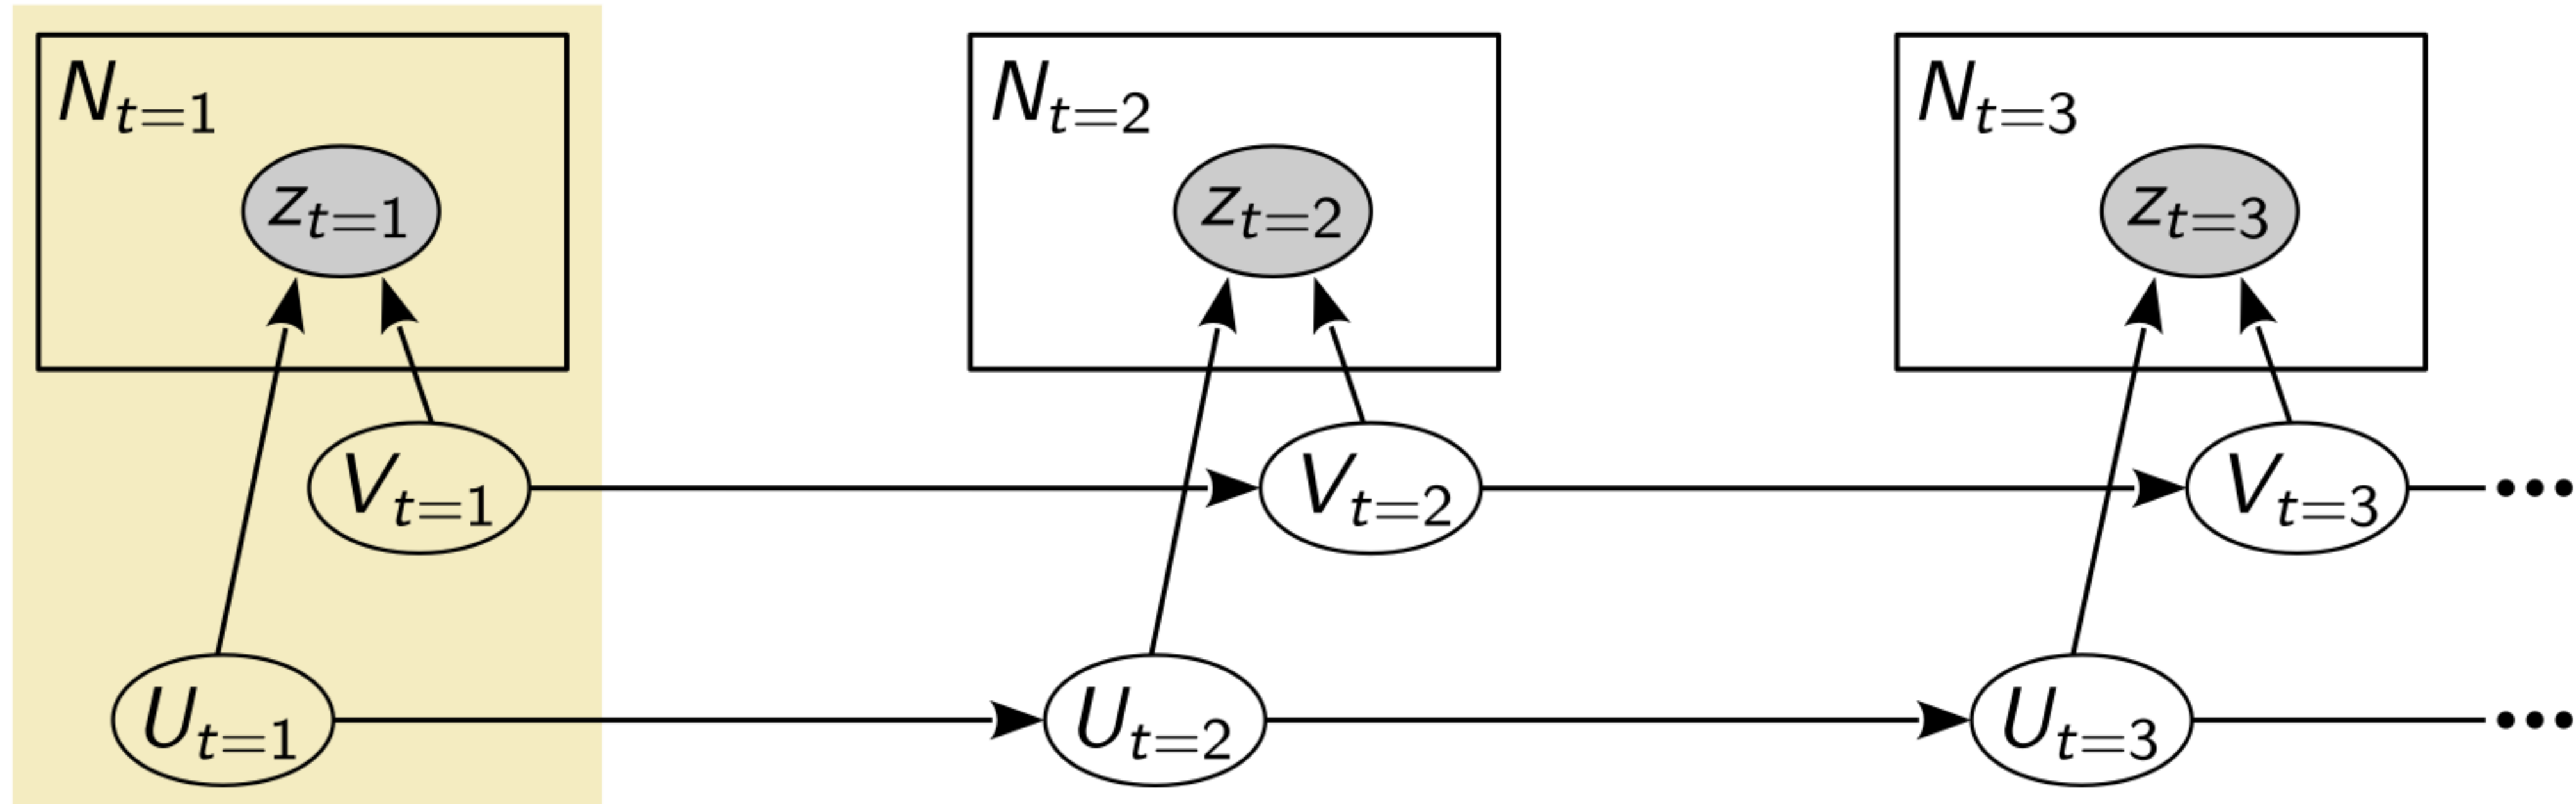 N_{t=1} N_{t=2} N_{t=3}
z_{t=1} z_{t=2} z_{t=3}
V_{t=1} V_{t=2} V_{t=3} •••
U_{t=1} U_{t=2} U_{t=3} •••